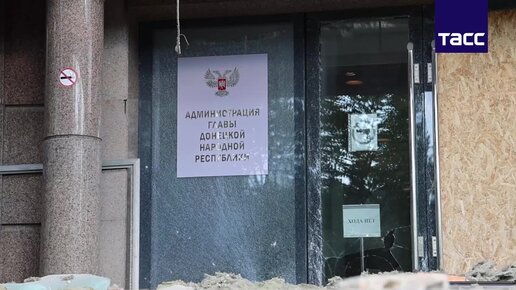 ТАСС
АДМИНИСТРАЦИЯ
ГЛАВЫ
ДОНЕЦКОЙ
НАРОДНОЙ
РЕСПУБЛИКИ
ХОДА НЕТ